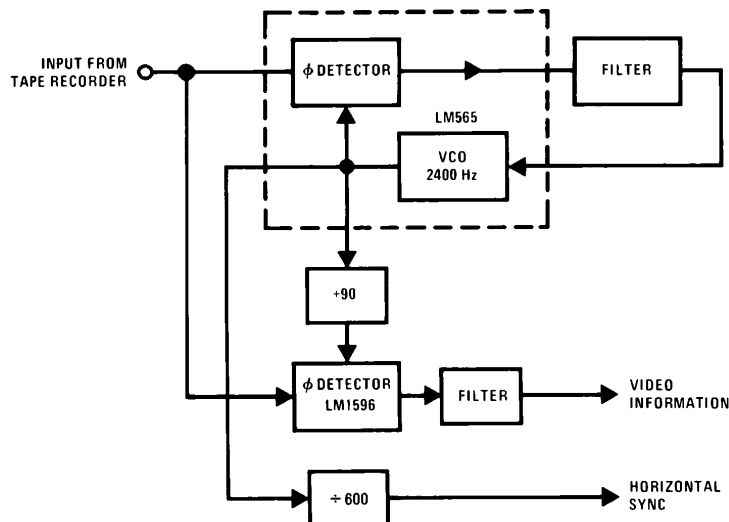 INPUT FROM
TAPE RECORDER
ϕ DETECTOR
FILTER
LM565
VCO
2400 Hz
+90
ϕ DETECTOR
LM1596
FILTER
VIDEO
INFORMATION
÷600
HORIZONTAL
SYNC